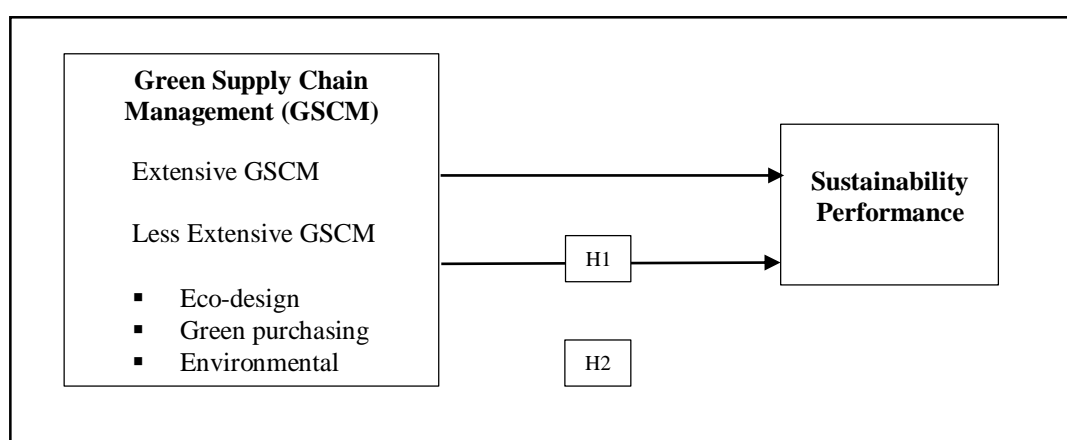 Green Supply Chain
Management (GSCM)
Extensive GSCM
Less Extensive GSCM
▪ Eco-design
▪ Green purchasing
▪ Environmental
H1
H2
Sustainability
Performance